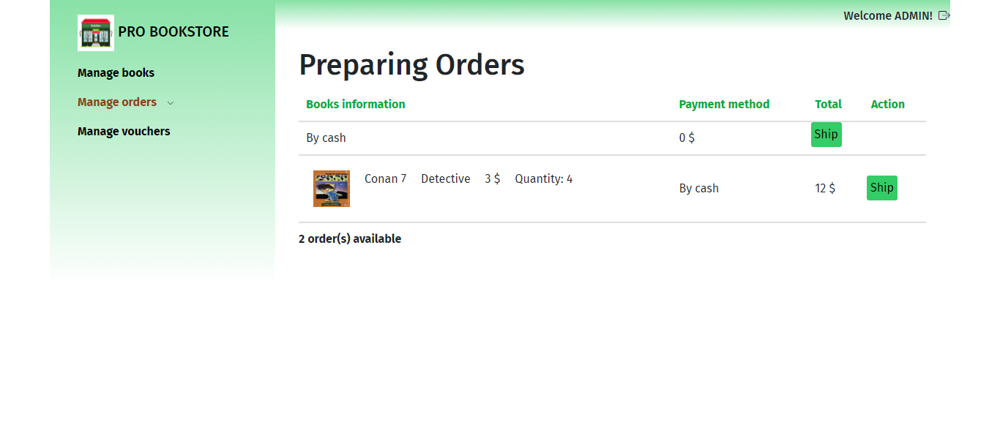 Welcome ADMIN!
PRO BOOKSTORE
Manage books
Manage orders
Manage vouchers
Preparing Orders
Books information Payment method Total Action
By cash 0 $ Ship
Conan 7 Detective 3 $ Quantity: 4 By cash 12 $ Ship
2 order(s) available